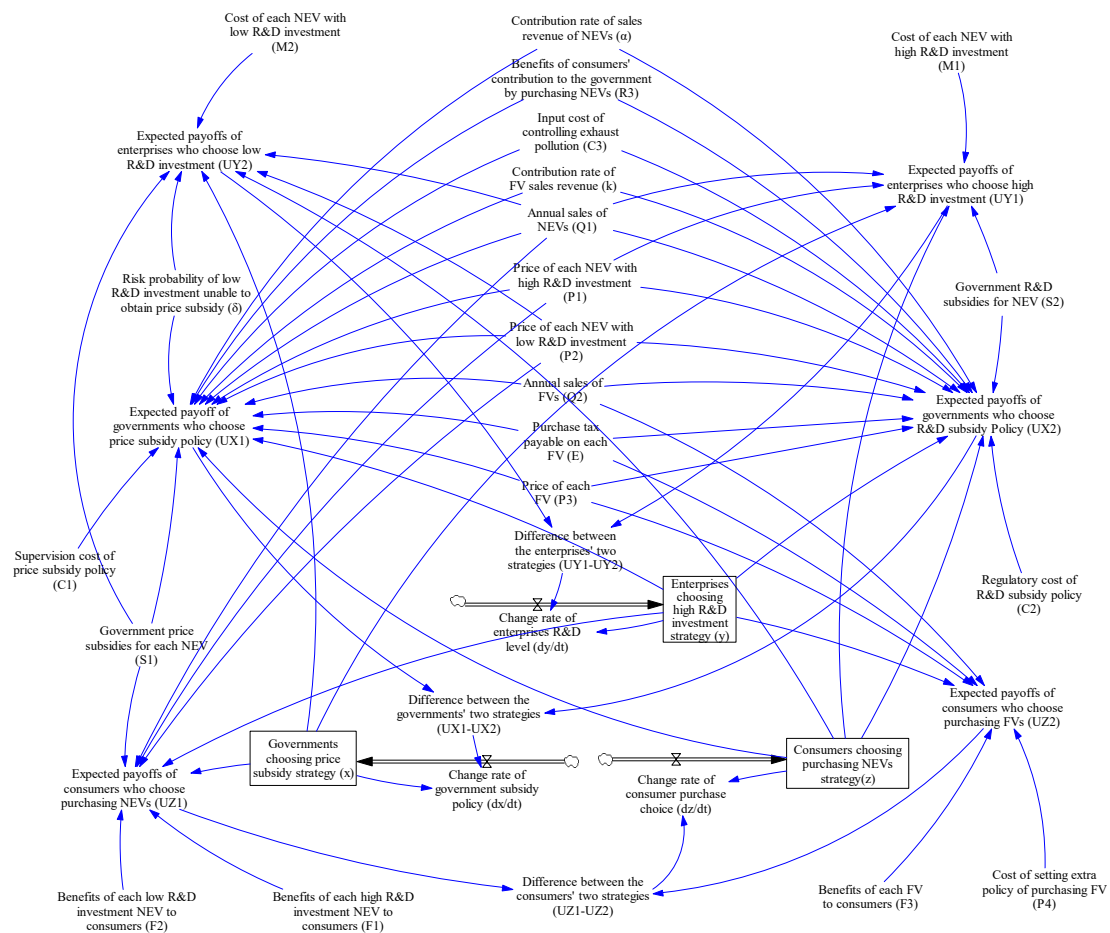 Cost of each NEV with
low R&D investment
(M2)
Contribution rate of sales
revenue of NEVs (α)
Cost of each NEV with
high R&D investment
(M1)
Benefits of consumers'
contribution to the government
by purchasing NEVs (R3)
Input cost of
controlling exhaust
pollution (C3)
Expected payoffs of
enterprises who choose low
R&D investment (UY2)
Contribution rate of
FV sales revenue (k)
Expected payoffs of
enterprises who choose high
R&D investment (UY1)
Annual sales of
NEVs (Q1)
Risk probability of low
R&D investment unable to
obtain price subsidy (δ)
Price of each NEV with
high R&D investment
(P1)
Government R&D
subsidies for NEV (S2)
Price of each NEV with
low R&D investment
(P2)
Annual sales of
FVs (Q2)
Expected payoff of
governments who choose
price subsidy policy (UX1)
Expected payoffs of
governments who choose
R&D subsidy Policy (UX2)
Purchase tax
payable on each
FV (E)
Price of each
FV (P3)
Difference between
the enterprises' two
strategies (UY1-UY2)
Supervision cost of
price subsidy policy
(C1)
Regulatory cost of
R&D subsidy policy
(C2)
Enterprises
choosing
high R&D
investment
strategy (y)
Change rate of
enterprises R&D
level (dy/dt)
Government price
subsidies for each NEV
(S1)
Difference between the
governments' two strategies
(UX1-UX2)
Expected payoffs of
consumers who choose
purchasing FVs (UZ2)
Governments
choosing price
subsidy strategy (x)
Consumers choosing
purchasing NEVs
strategy(z)
Expected payoffs of
consumers who choose
purchasing NEVs (UZ1)
Change rate of
government subsidy
policy (dx/dt)
Change rate of
consumer purchase
choice (dz/dt)
Benefits of each low R&D
investment NEV to
consumers (F2)
Benefits of each high R&D
investment NEV to
consumers (F1)
Difference between the
consumers' two strategies
(UZ1-UZ2)
Benefits of each FV
to consumers (F3)
Cost of setting extra
policy of purchasing FV
(P4)